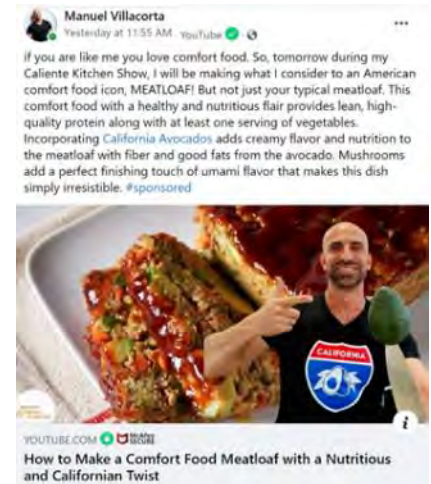 Manuel Villacorta
Yesterday at 11:55 AM · YouTube ·
if you are like me you love comfort food. So, tomorrow during my
Caliente Kitchen Show, I will be making what I consider to an American
comfort food icon, MEATLOAF! But not just your typical meatloaf. This
comfort food with a healthy and nutritious flair provides lean, high-
quality protein along with at least one serving of vegetables.
Incorporating California Avocados adds creamy flavor and nutrition to
the meatloaf with fiber and good fats from the avocado. Mushrooms
add a perfect finishing touch of umami flavor that makes this dish
simply irresistible. #sponsored
CALIFORNIA
i
YOUTUBE.COM McAfee SECURE
How to Make a Comfort Food Meatloaf with a Nutritious
and Californian Twist